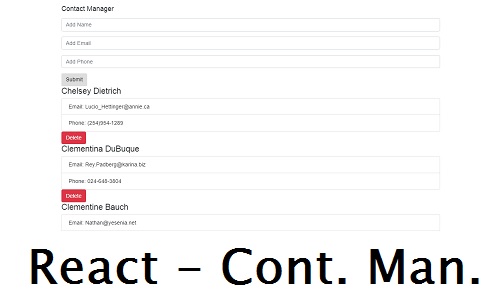 Contact Manager
Add Name
Add Email
Add Phone
Submit
Chelsey Dietrich
Email: Lucio_Hettinger@annie.ca
Phone: (254)954-1289
Delete
Clementina DuBuque
Email: Rey.Padberg@karina.biz
Phone: 024-648-3804
Delete
Clementine Bauch
Email: Nathan@yesenia.net
React - Cont. Man.